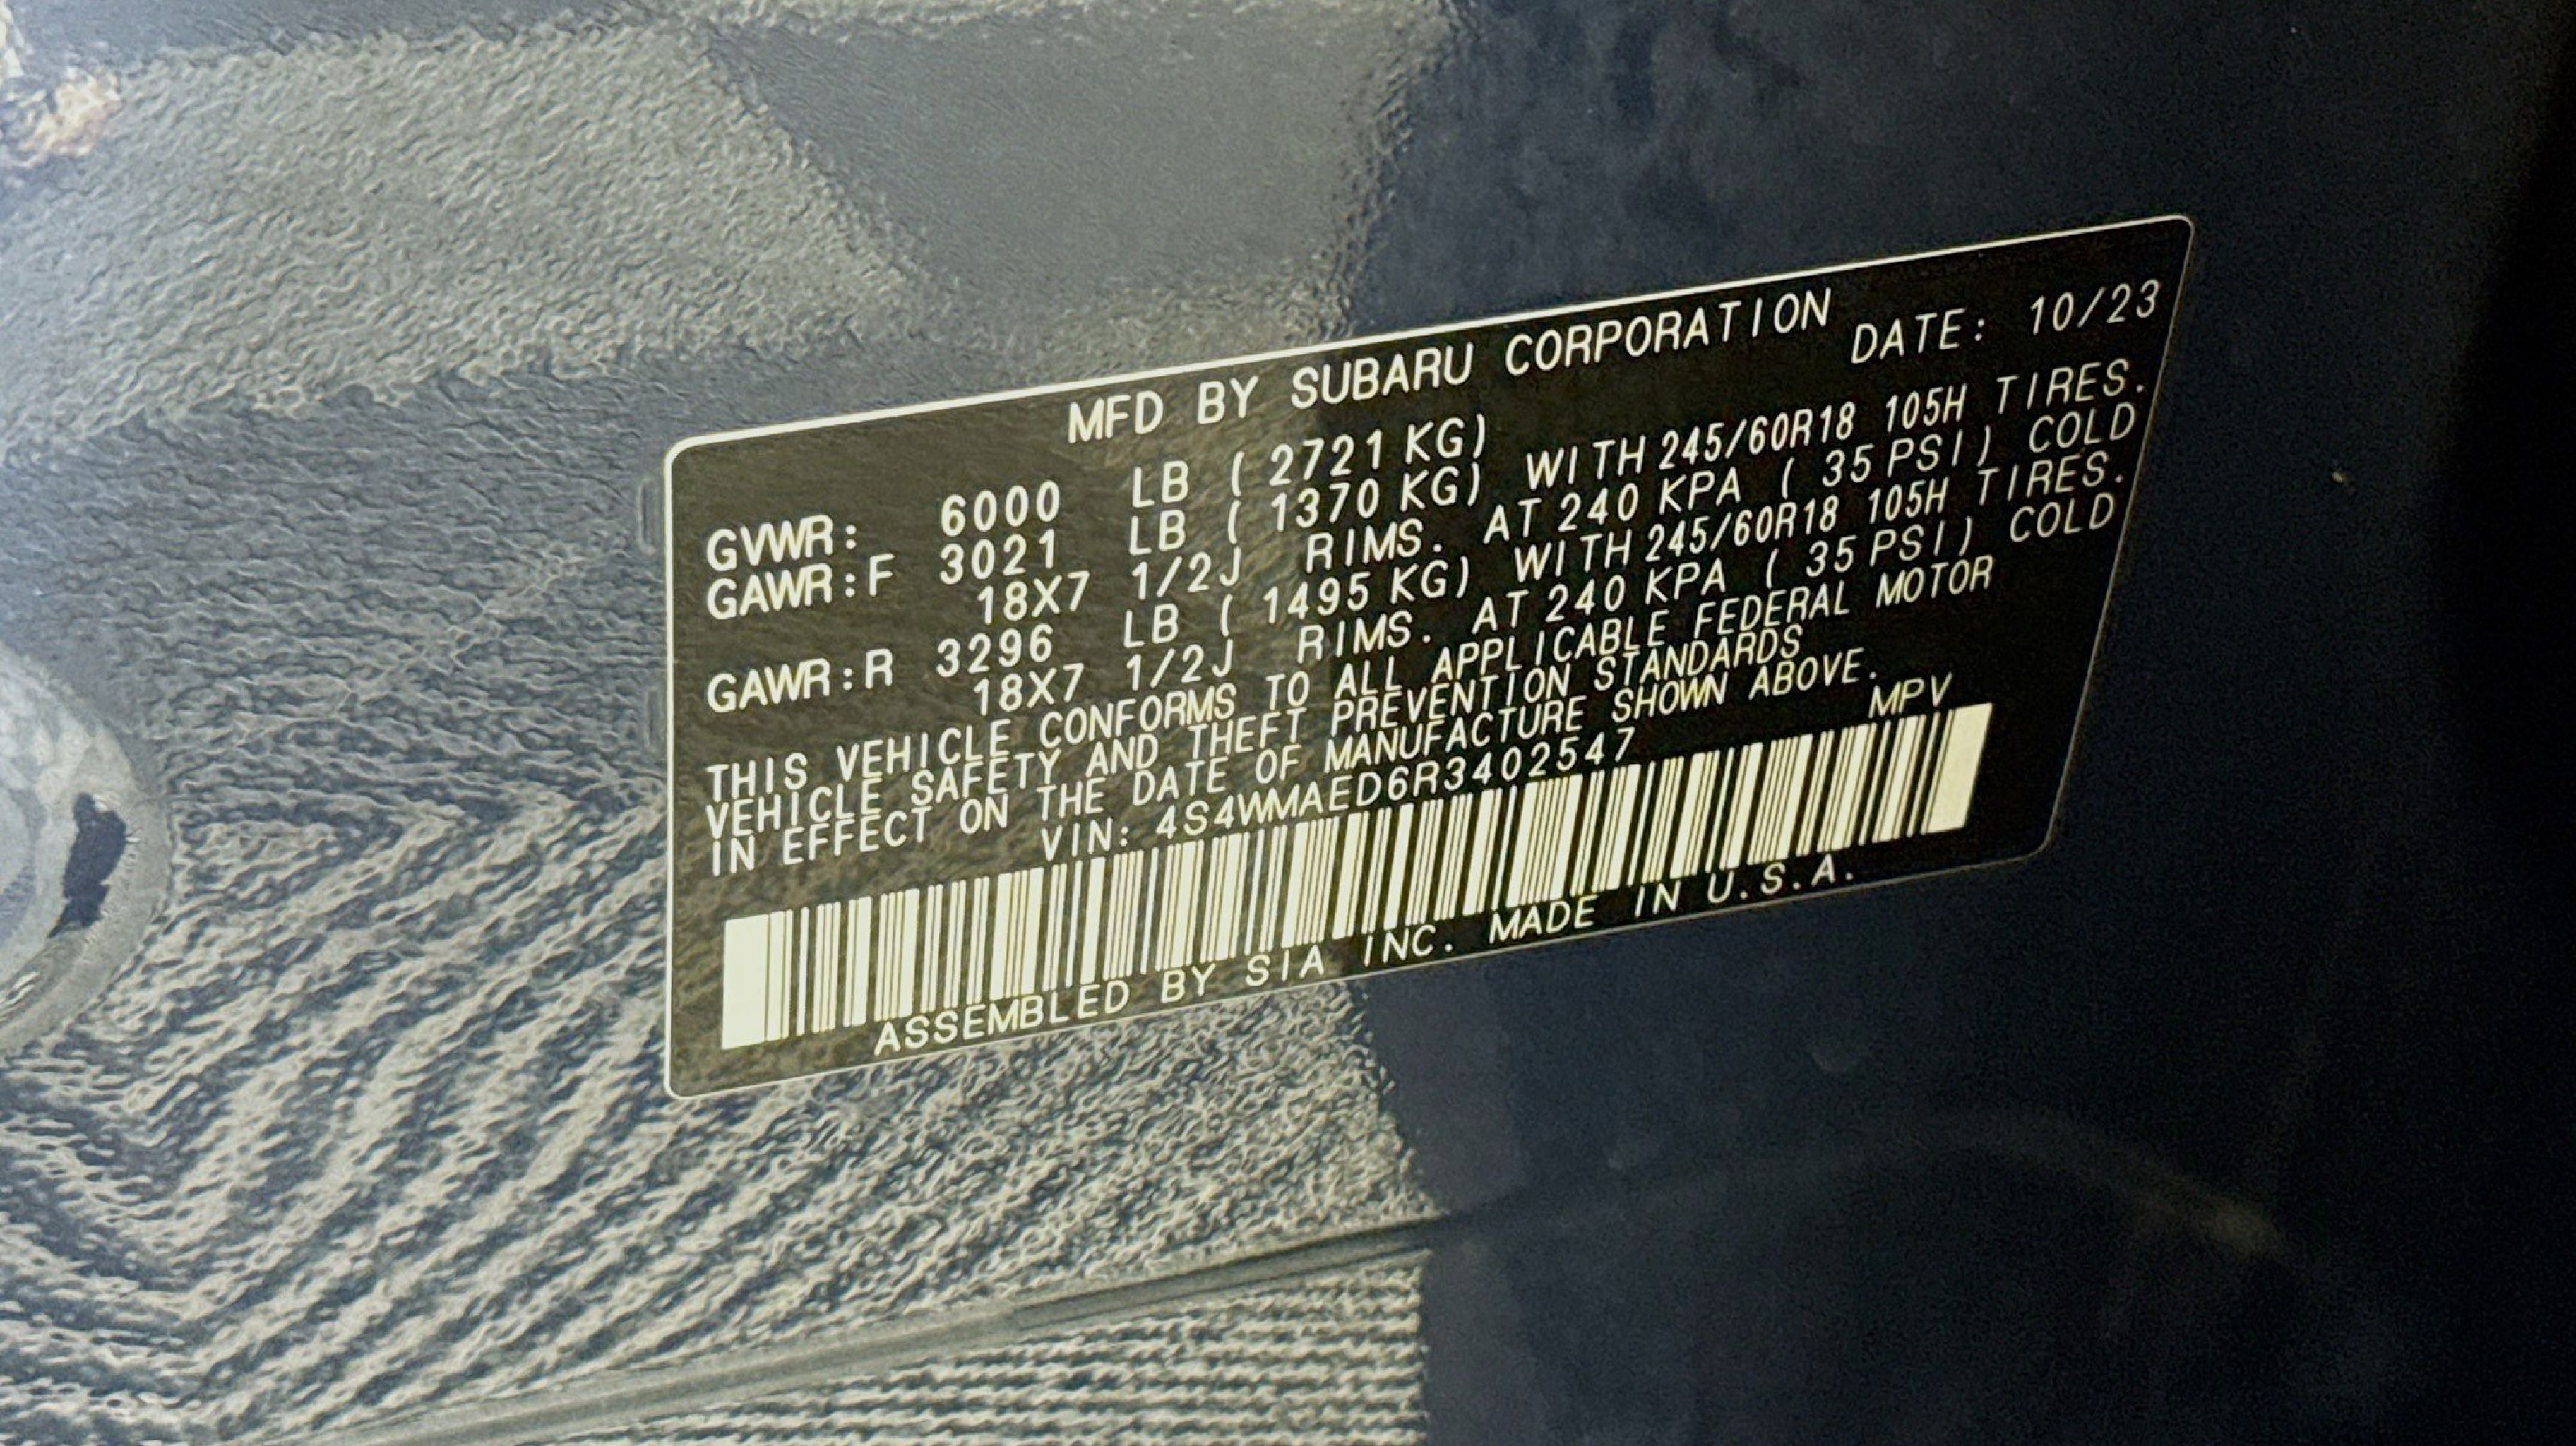 MFD BY SUBARU CORPORATION
DATE: 10/23
GVWR: 6000 LB ( 2721 KG)
GAWR:F 3021 LB ( 1370 KG) WITH 245/60R18 105H TIRES.
18X7 1/2J RIMS. AT 240 KPA ( 35 PSI) COLD
GAWR:R 3296 LB ( 1495 KG) WITH 245/60R18 105H TIRES.
18X7 1/2J RIMS. AT 240 KPA ( 35 PSI) COLD
THIS VEHICLE CONFORMS TO ALL APPLICABLE FEDERAL MOTOR
VEHICLE SAFETY AND THEFT PREVENTION STANDARDS
IN EFFECT ON THE DATE OF MANUFACTURE SHOWN ABOVE.
VIN: 4S4WMAED6R3402547 MPV
ASSEMBLED BY SIA INC. MADE IN U.S.A.